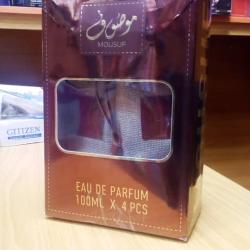 موصوف
MOUSUF
EAU DE PARFUM
100ML X 4 PCS
CITIZEN